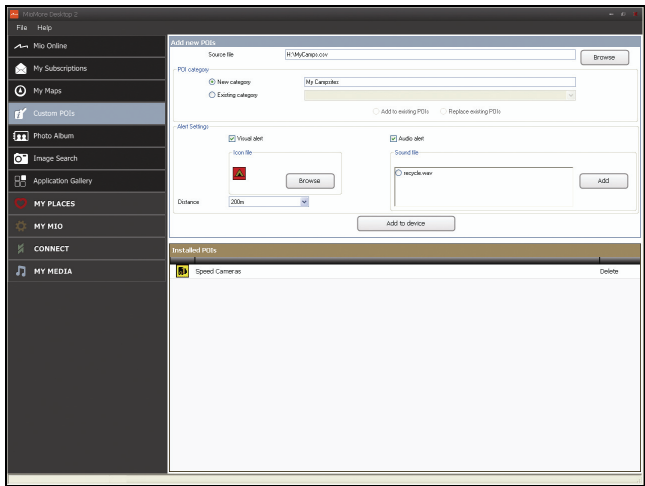 MioMore Desktop 2
File Help
Mio Online
My Subscriptions
My Maps
Custom POIs
Photo Album
Image Search
Application Gallery
MY PLACES
MY MIO
CONNECT
MY MEDIA
Add new POIs
Source file H:\MyCamps.csv Browse
POI category
New category My Campsites
Existing category
Add to existing POIs Replace existing POIs
Alert Settings
Visual alert Audio alert
Icon file Sound file
recycle.wav
Browse Add
Distance 200m
Add to device
Installed POIs
Speed Cameras Delete